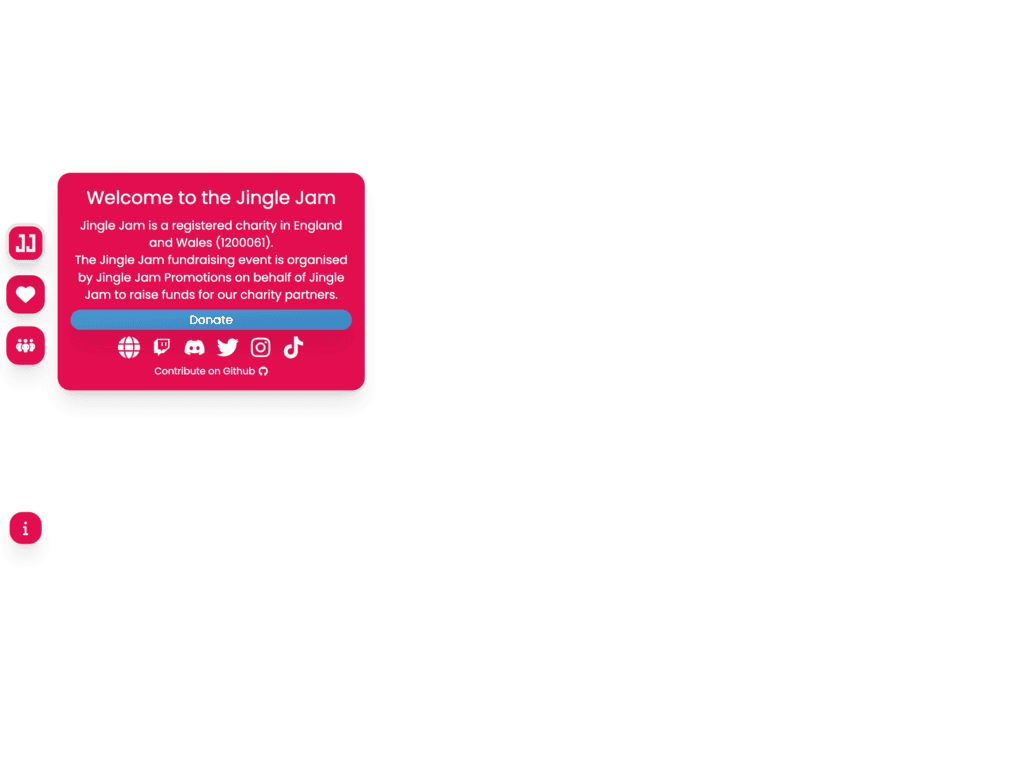 Welcome to the Jingle Jam
Jingle Jam is a registered charity in England
and Wales (1200061).
The Jingle Jam fundraising event is organised
by Jingle Jam Promotions on behalf of Jingle
Jam to raise funds for our charity partners.
Donate
Contribute on Github
JJ
i